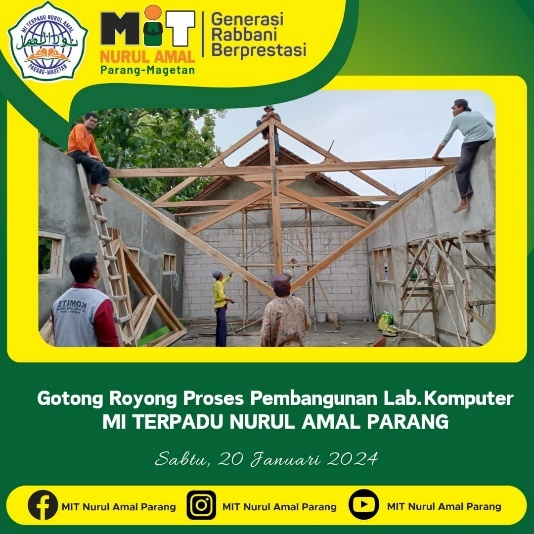 MI TERPADU NURUL AMAL
PARANG-MAGETAN
MiT
NURUL AMAL
Parang-Magetan
Generasi
Rabbani
Berprestasi
KOMITE
Gotong Royong Proses Pembangunan Lab.Komputer
MI TERPADU NURUL AMAL PARANG
Sabtu, 20 Januari 2024
MIT Nurul Amal Parang
MIT Nurul Amal Parang
MIT Nurul Amal Parang